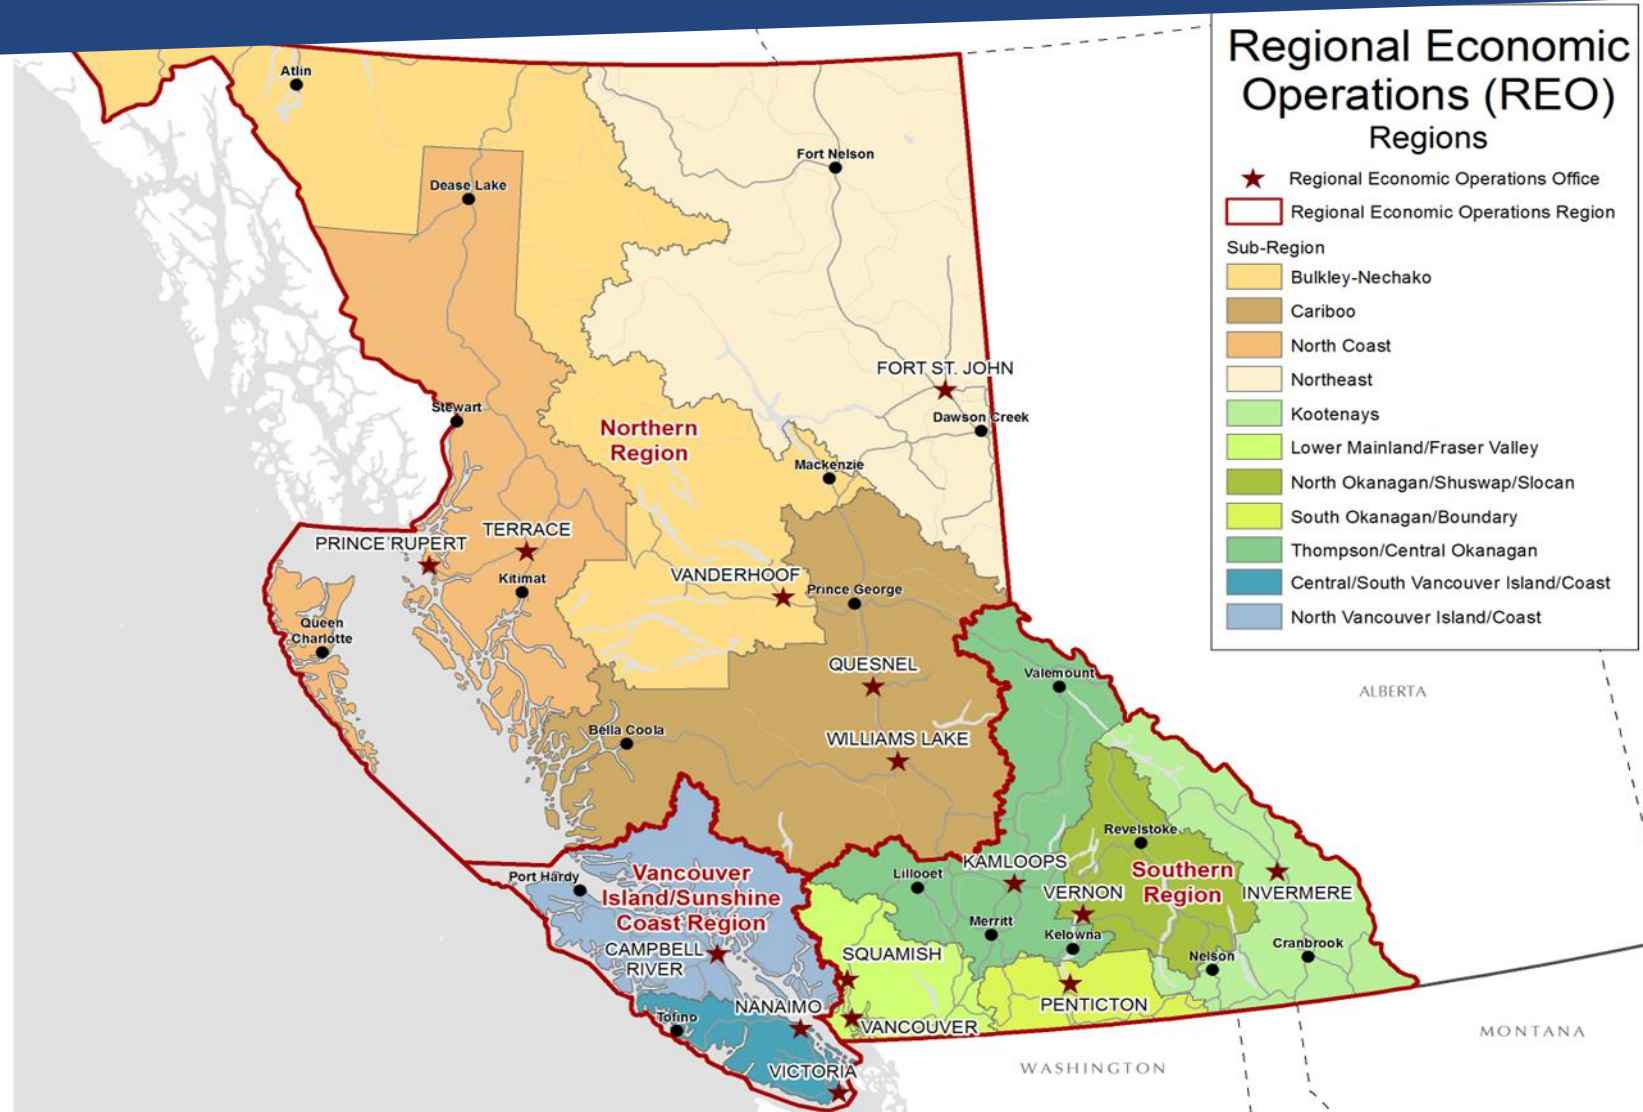 Regional Economic
Operations (REO)
Regions
Regional Economic Operations Office
Regional Economic Operations Region
Sub-Region
Bulkley-Nechako
Cariboo
North Coast
Northeast
Kootenays
Lower Mainland/Fraser Valley
North Okanagan/Shuswap/Slocan
South Okanagan/Boundary
Thompson/Central Okanagan
Central/South Vancouver Island/Coast
North Vancouver Island/Coast
Atlin
Fort Nelson
Dease Lake
FORT ST. JOHN
Stewart
Dawson Creek
Northern
Region
Mackenzie
TERRACE
PRINCE RUPERT
Kitimat
VANDERHOOF
Prince George
Queen
Charlotte
QUESNEL
Valemount
ALBERTA
Bella Coola
WILLIAMS LAKE
Revelstoke
KAMLOOPS
Lillooet
Southern
Region
Port Hardy
Vancouver
Island/Sunshine
Coast Region
VERNON
INVERMERE
Merritt
Kelowna
CAMPBELL
RIVER
SQUAMISH
Nelson
Cranbrook
NANAIMO
PENTICTON
Tofino
VANCOUVER
MONTANA
VICTORIA
WASHINGTON